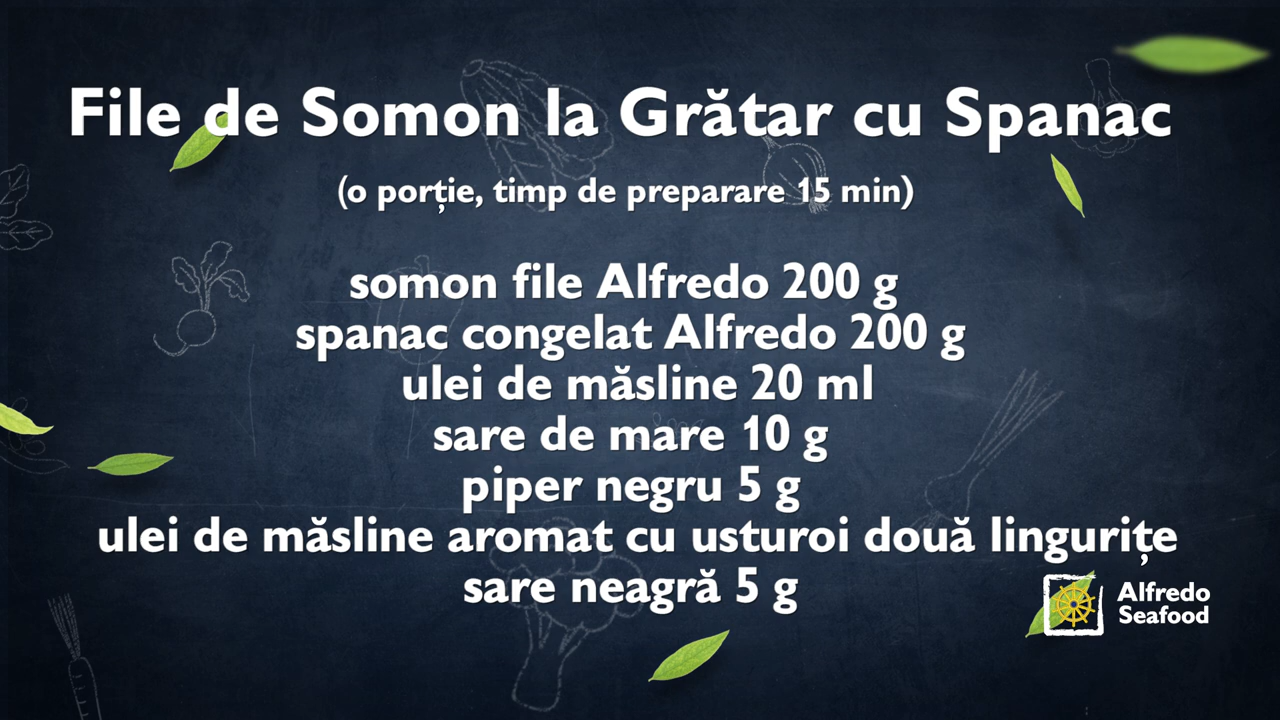 File de Somon la Grătar cu Spanac
(o porție, timp de preparare 15 min)
somon file Alfredo 200 g
spanac congelat Alfredo 200 g
ulei de măsline 20 ml
sare de mare 10 g
piper negru 5 g
ulei de măsline aromat cu usturoi două lingurițe
sare neagră 5 g
Alfredo
Seafood